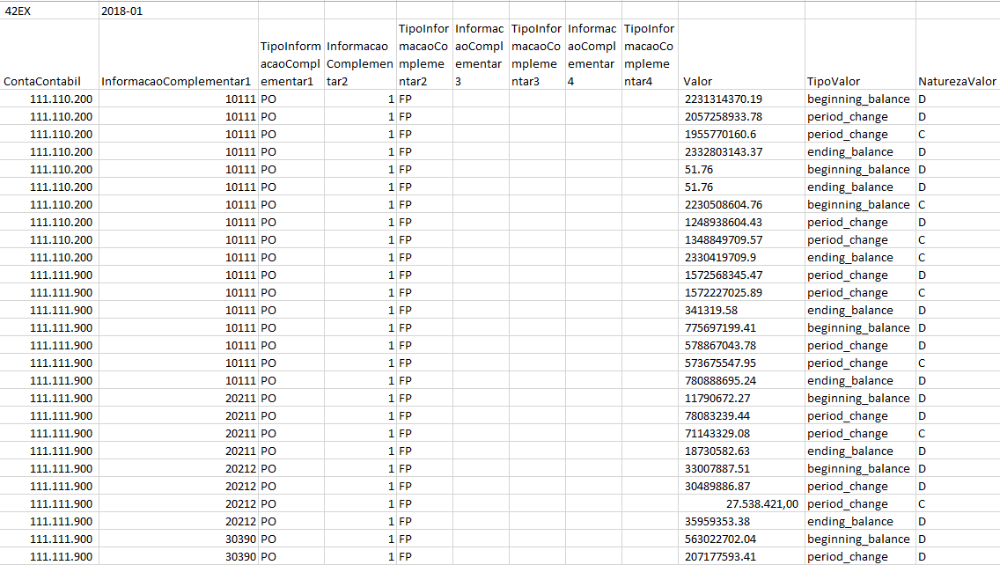 42EX 2018-01
ContaContabil InformacaoComplementar1 TipoInformacaoComplementar1 InformacaoComplementar2 TipoInformacaoComplementar2 InformacaoComplementar3 TipoInformacaoComplementar3 InformacaoComplementar4 TipoInformacaoComplementar4 Valor TipoValor NaturezaValor
111.110.200 10111 PO 1 FP 2231314370.19 beginning_balance D
111.110.200 10111 PO 1 FP 2057258933.78 period_change D
111.110.200 10111 PO 1 FP 1955770160.6 period_change C
111.110.200 10111 PO 1 FP 2332803143.37 ending_balance D
111.110.200 10111 PO 1 FP 51.76 beginning_balance D
111.110.200 10111 PO 1 FP 51.76 ending_balance D
111.110.200 10111 PO 1 FP 2230508604.76 beginning_balance C
111.110.200 10111 PO 1 FP 1248938604.43 period_change D
111.110.200 10111 PO 1 FP 1348849709.57 period_change C
111.110.200 10111 PO 1 FP 2330419709.9 ending_balance C
111.111.900 10111 PO 1 FP 1572568345.47 period_change D
111.111.900 10111 PO 1 FP 1572227025.89 period_change C
111.111.900 10111 PO 1 FP 341319.58 ending_balance D
111.111.900 10111 PO 1 FP 775697199.41 beginning_balance D
111.111.900 10111 PO 1 FP 578867043.78 period_change D
111.111.900 10111 PO 1 FP 573675547.95 period_change C
111.111.900 10111 PO 1 FP 780888695.24 ending_balance D
111.111.900 20211 PO 1 FP 11790672.27 beginning_balance D
111.111.900 20211 PO 1 FP 78083239.44 period_change D
111.111.900 20211 PO 1 FP 71143329.08 period_change C
111.111.900 20211 PO 1 FP 18730582.63 ending_balance D
111.111.900 20212 PO 1 FP 33007887.51 beginning_balance D
111.111.900 20212 PO 1 FP 30489886.87 period_change D
111.111.900 20212 PO 1 FP 27.538.421,00 period_change C
111.111.900 20212 PO 1 FP 35959353.38 ending_balance D
111.111.900 30390 PO 1 FP 563022702.04 beginning_balance D
111.111.900 30390 PO 1 FP 207177593.41 period_change D